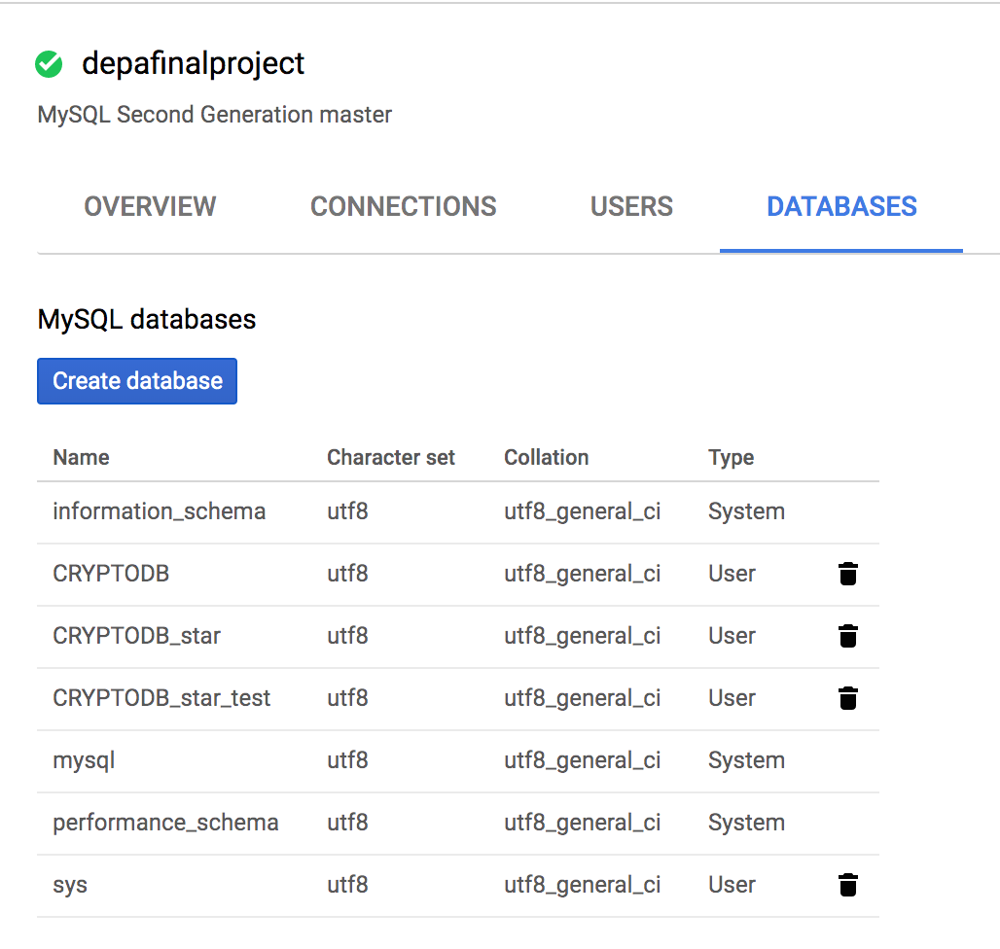 depafinalproject
MySQL Second Generation master
OVERVIEW CONNECTIONS USERS DATABASES
MySQL databases
Create database
Name Character set Collation Type
information_schema utf8 utf8_general_ci System
CRYPTODB utf8 utf8_general_ci User
CRYPTODB_star utf8 utf8_general_ci User
CRYPTODB_star_test utf8 utf8_general_ci User
mysql utf8 utf8_general_ci System
performance_schema utf8 utf8_general_ci System
sys utf8 utf8_general_ci User